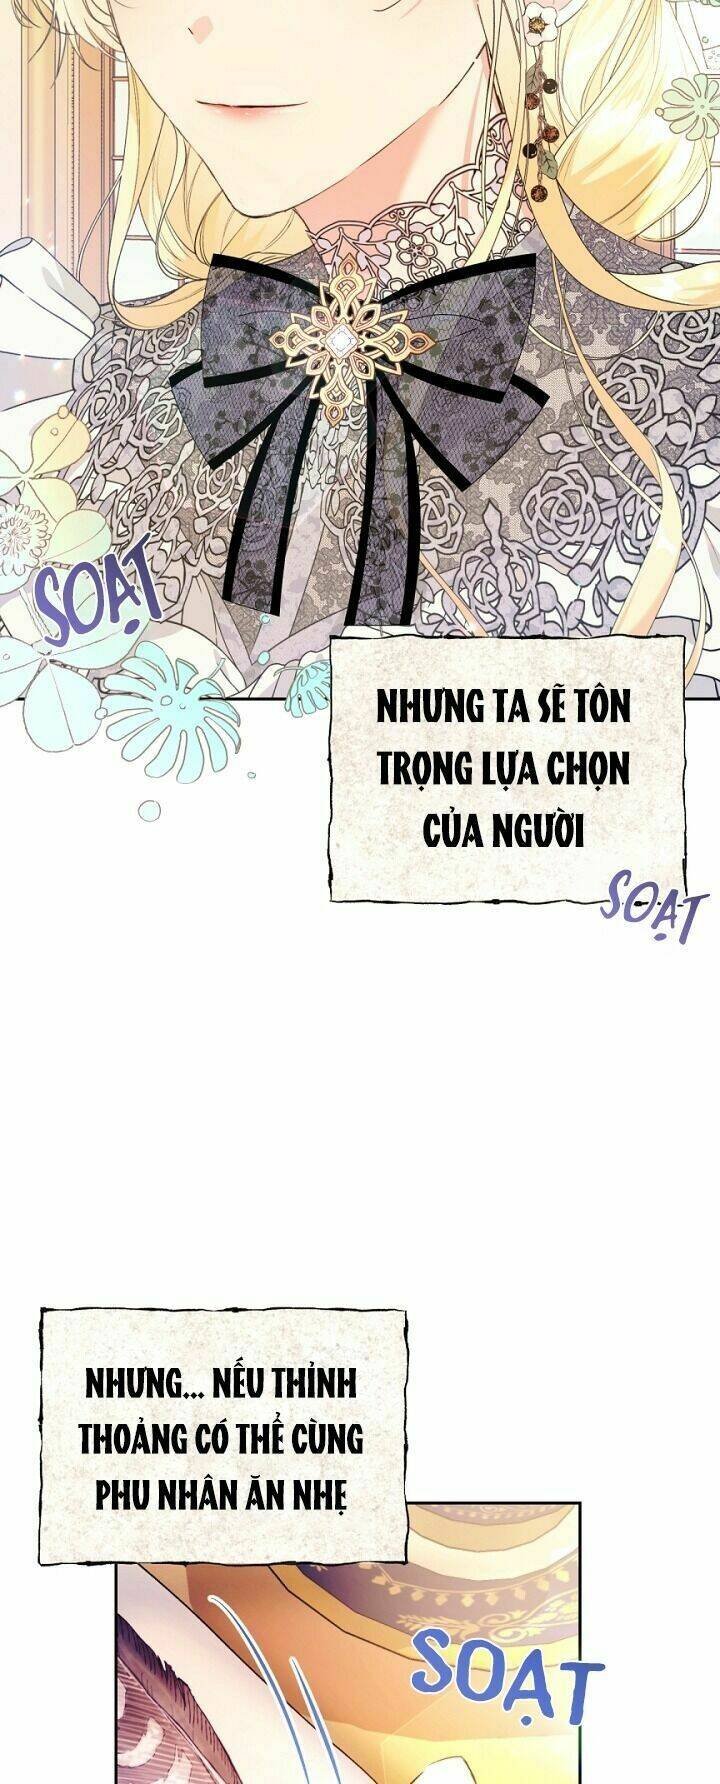 SOẠT
NHƯNG TA SẼ TÔN
TRỌNG LỰA CHỌN
CỦA NGƯỜI
SOẠT
NHƯNG... NẾU THỈNH
THOẢNG CÓ THỂ CÙNG
PHU NHÂN ĂN NHẸ
SOẠT